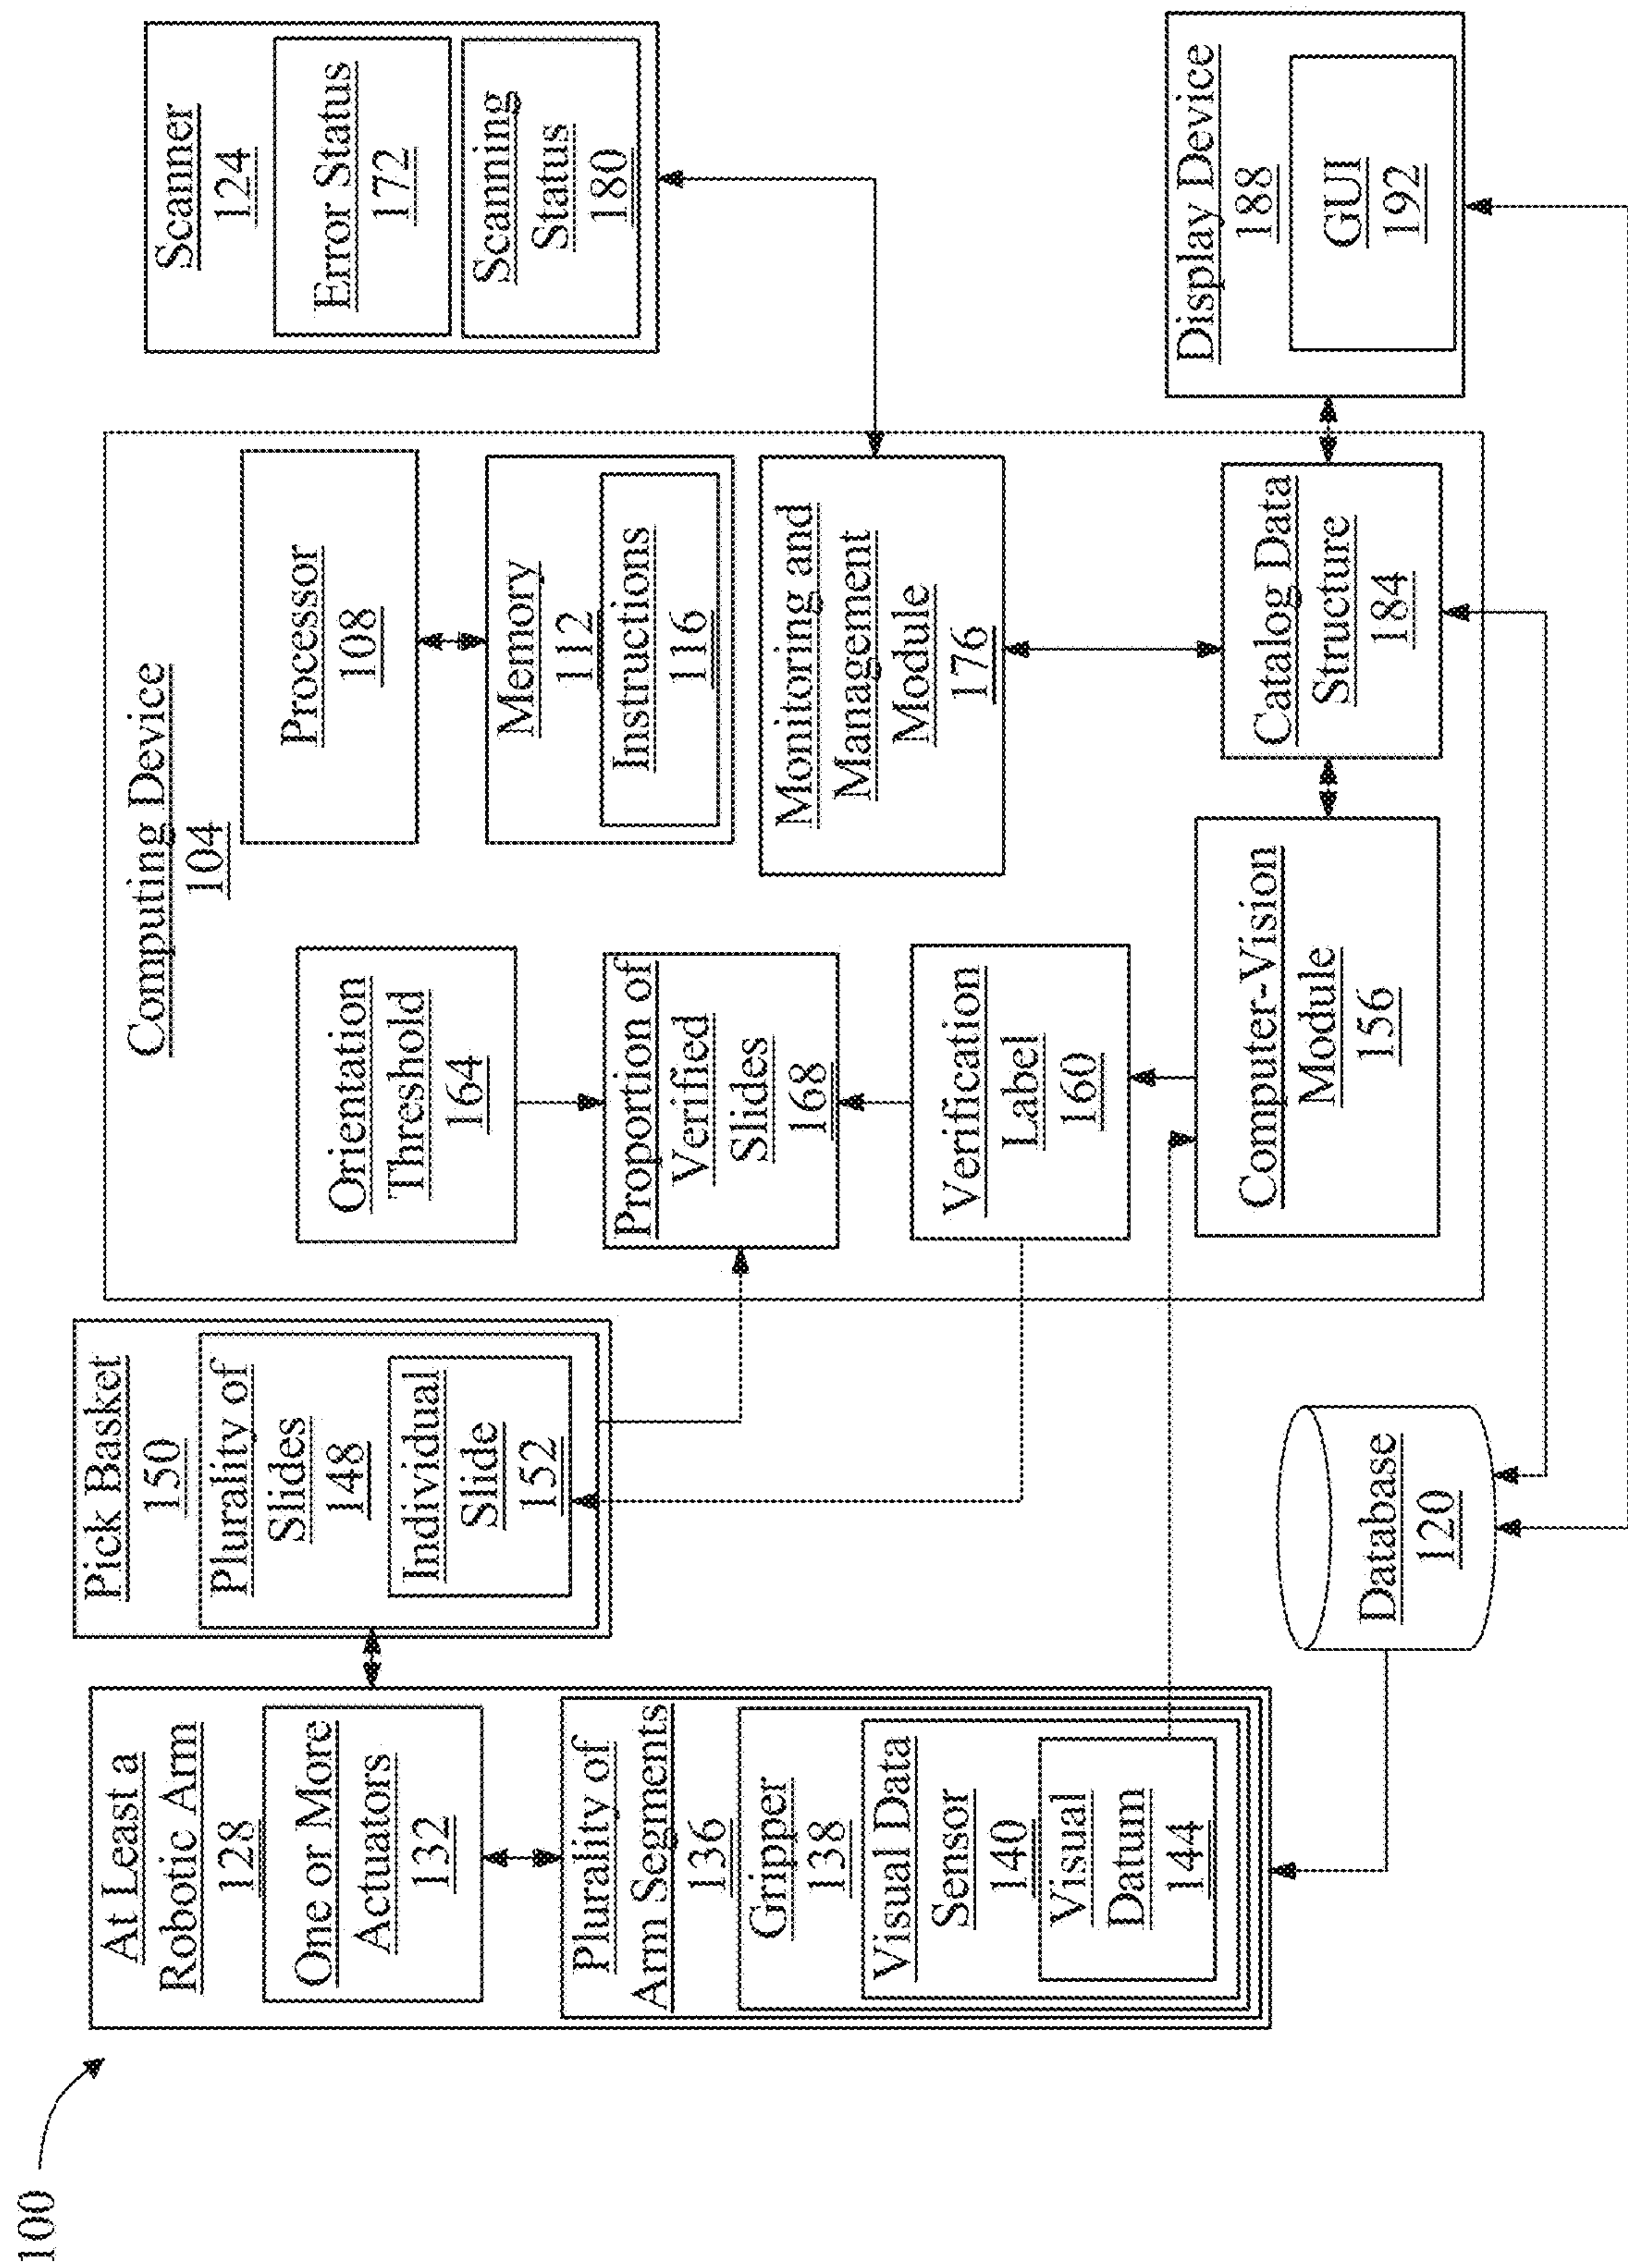 100
At Least a
Robotic Arm
128
One or More
Actuators
132
Plurality of
Arm Segments
136
Gripper
138
Visual Data
Sensor
140
Visual
Datum
144
Pick Basket
150
Plurality of
Slides
148
Individual
Slide
152
Database
120
Computing Device
104
Orientation
Threshold
164
Proportion of
Verified
Slides
168
Verification
Label
160
Computer-Vision
Module
156
Processor
108
Memory
112
Instructions
116
Monitoring and
Management
Module
176
Catalog Data
Structure
184
Scanner
124
Error Status
172
Scanning
Status
180
Display Device
188
GUI
192